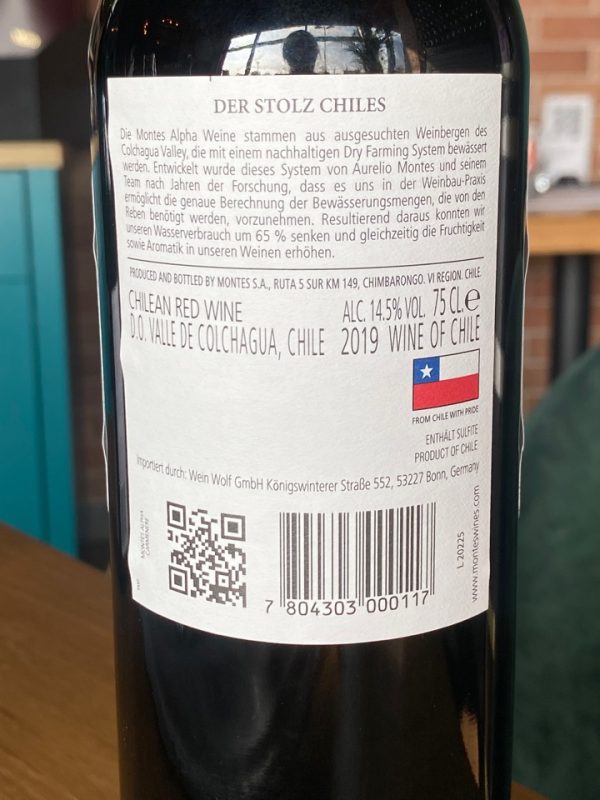 DER STOLZ CHILES
Die Montes Alpha Weine stammen aus ausgesuchten Weinbergen des
Colchagua Valley, die mit einem nachhaltigen Dry Farming System bewässert
werden. Entwickelt wurde dieses System von Aurelio Montes und seinem
Team nach Jahren der Forschung, dass es uns in der Weinbau-Praxis
ermöglicht die genaue Berechnung der Bewässerungsmengen, die von den
Reben benötigt werden, vorzunehmen. Resultierend daraus konnten wir
unseren Wasserverbrauch um 65 % senken und gleichzeitig die Fruchtigkeit
sowie Aromatik in unseren Weinen erhöhen.
PRODUCED AND BOTTLED BY MONTES S.A., RUTA 5 SUR KM 149, CHIMBARONGO. VI REGION. CHILE
CHILEAN RED WINE ALC. 14.5% VOL. 75 CL.e
D.O. VALLE DE COLCHAGUA, CHILE 2019 WINE OF CHILE
FROM CHILE WITH PRIDE
ENTHÄLT SULFITE
PRODUCT OF CHILE
Importiert durch: Wein Wolf GmbH Königswinterer Straße 552, 53227 Bonn, Germany
MONTES ALPHA
CARMENERE
7 804303 000117
L 20225
www.monteswines.com